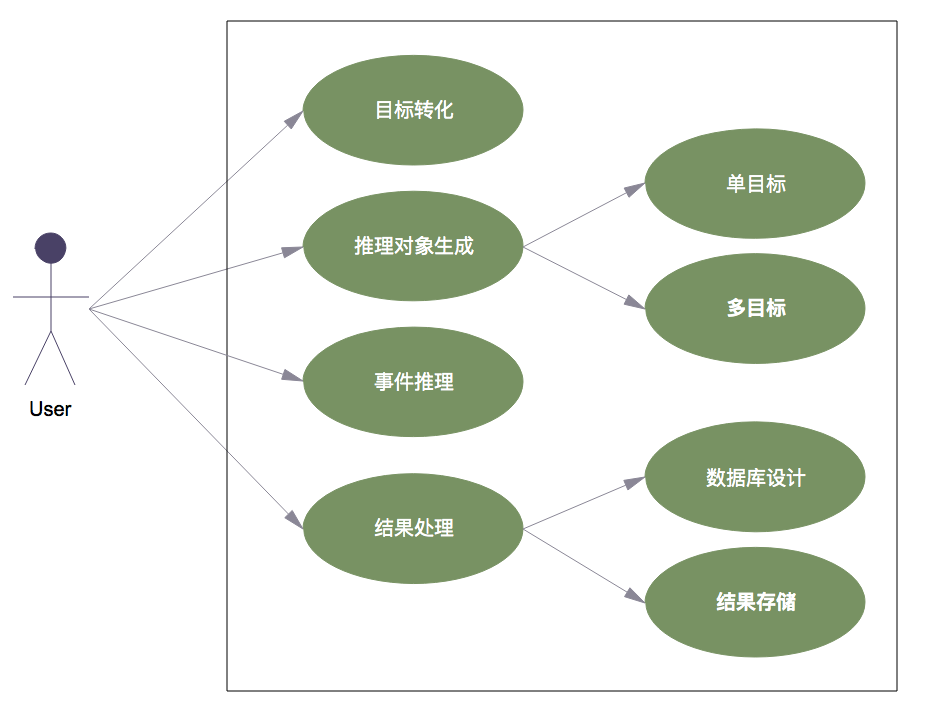 目标转化
单目标
推理对象生成
多目标
事件推理
User
数据库设计
结果处理
结果存储